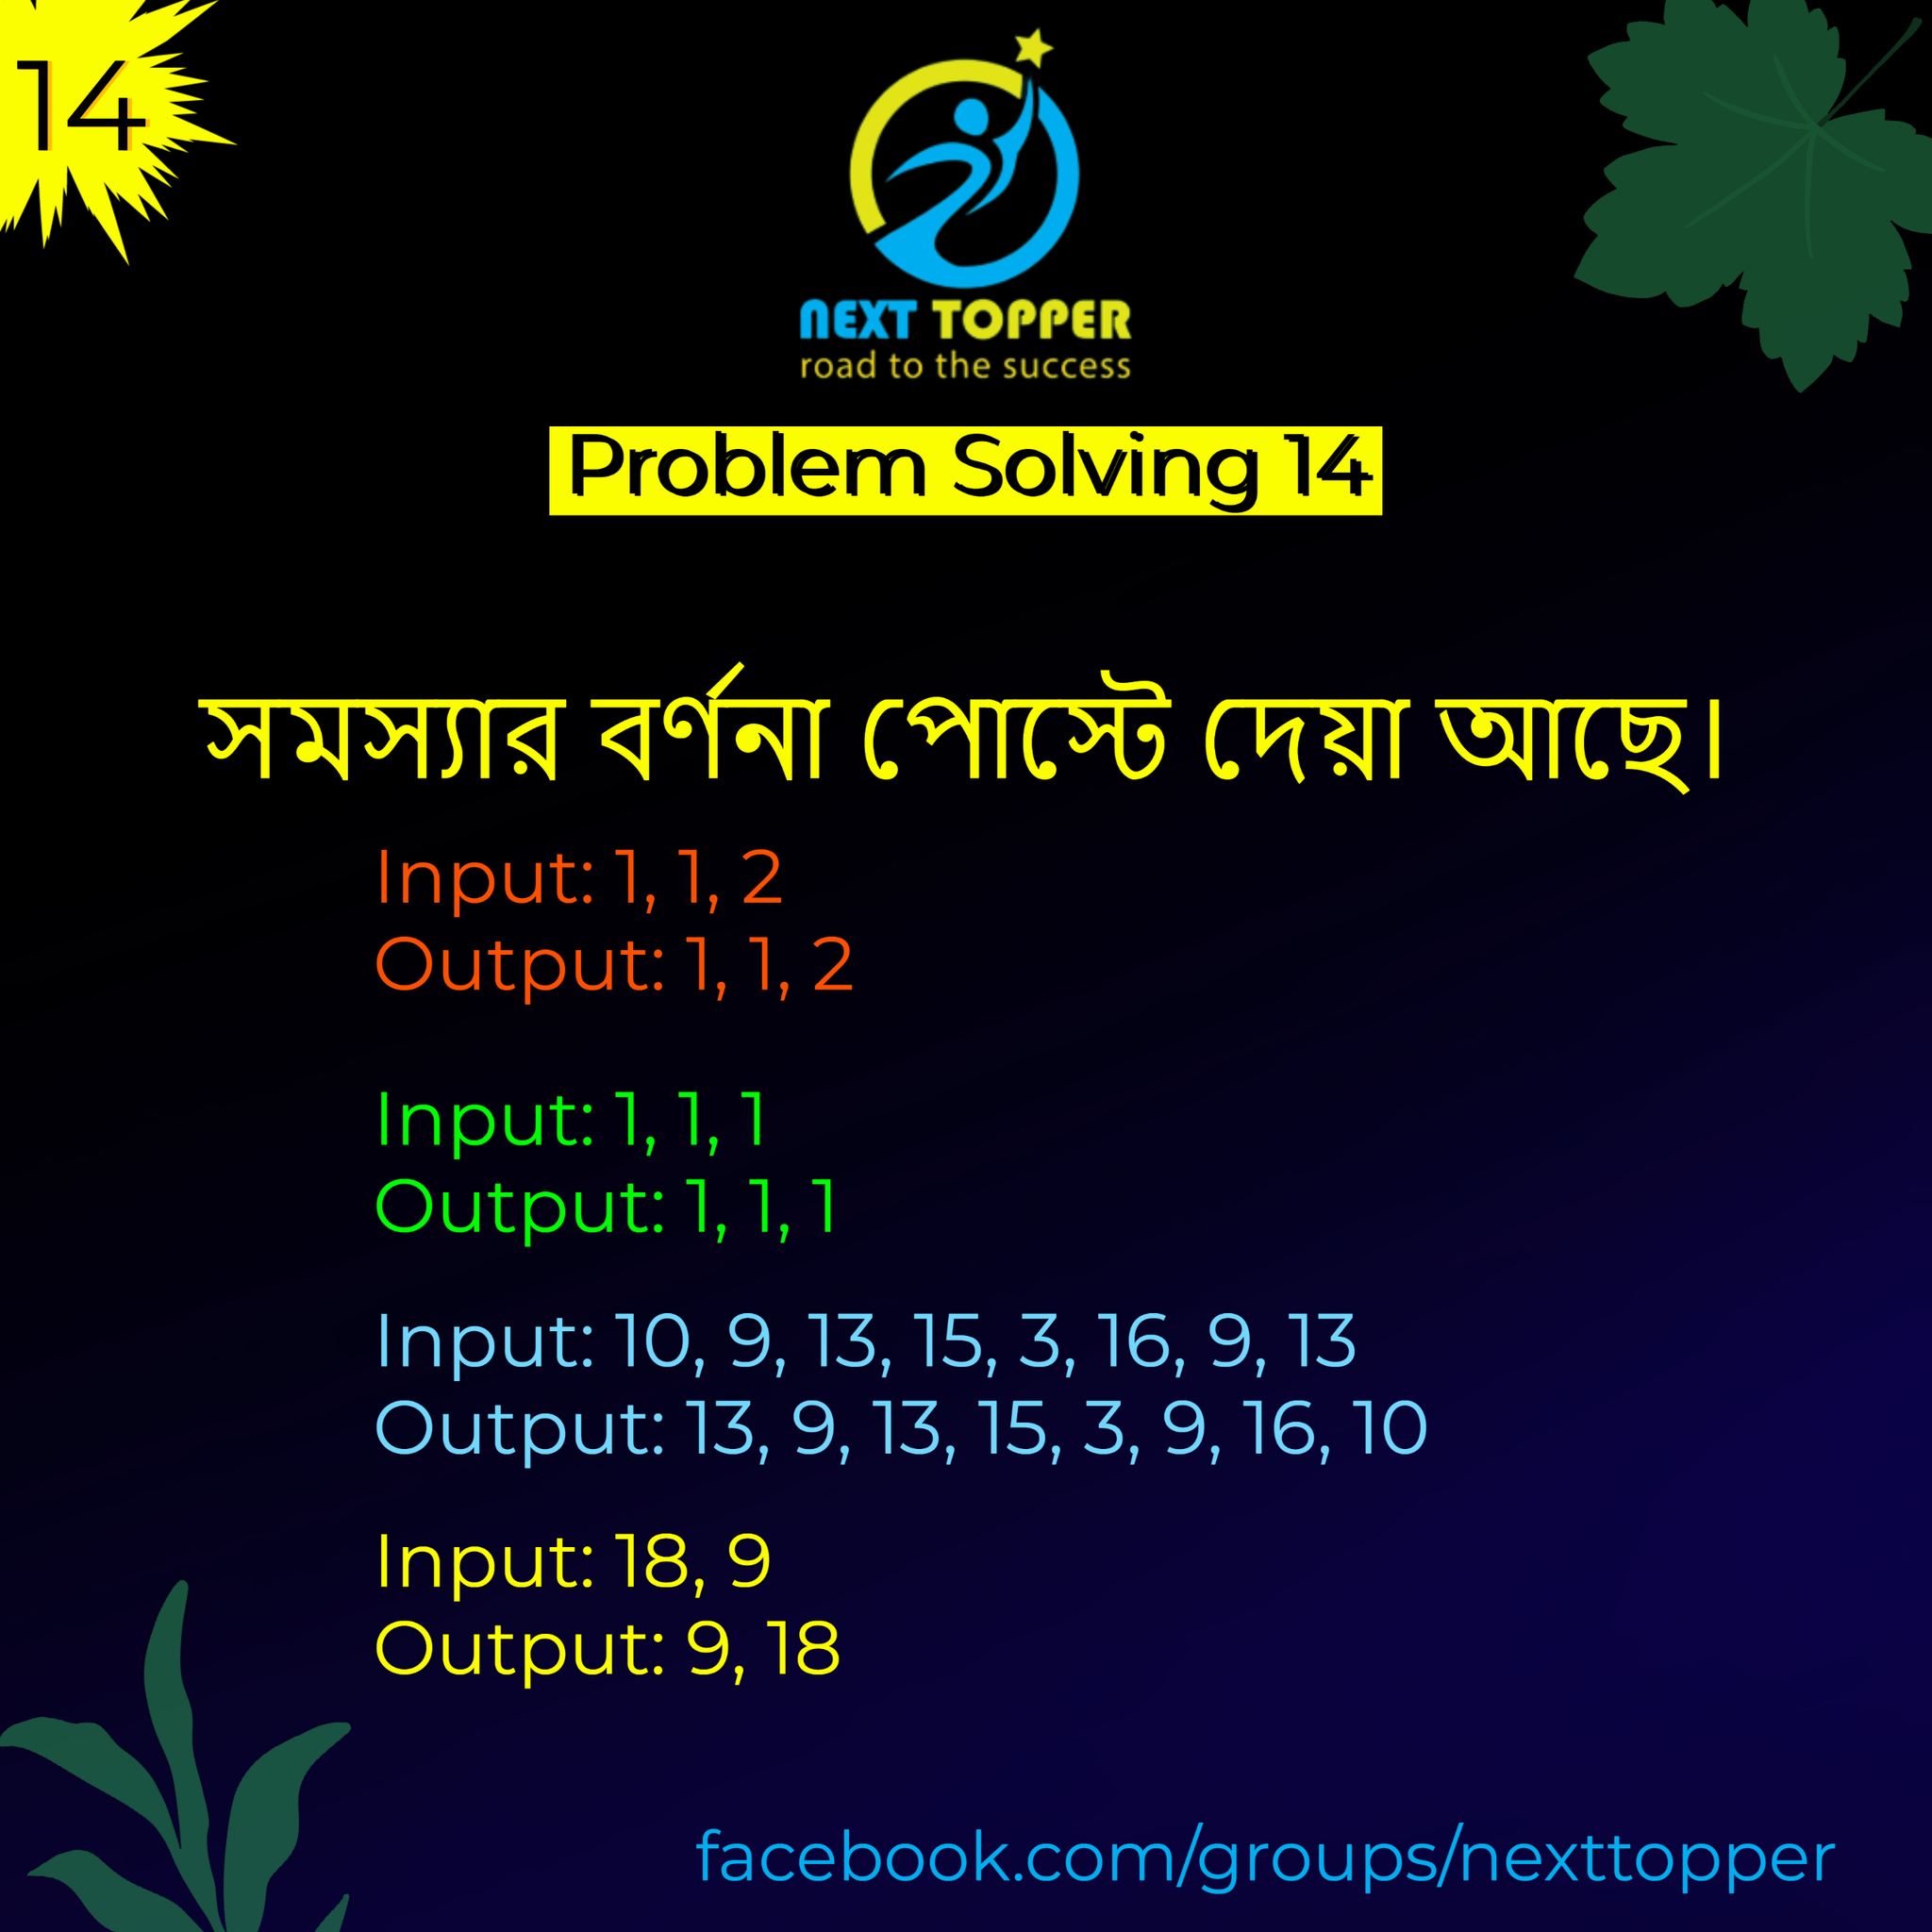 14
NEXT TOPPER
road to the success
Problem Solving 14
সমস্যার বর্ণনা পোস্টে দেয়া আছে।
Input: 1, 1, 2
Output: 1, 1, 2
Input: 1, 1, 1
Output: 1, 1, 1
Input: 10, 9, 13, 15, 3, 16, 9, 13
Output: 13, 9, 13, 15, 3, 9, 16, 10
Input: 18, 9
Output: 9, 18
facebook.com/groups/nexttopper